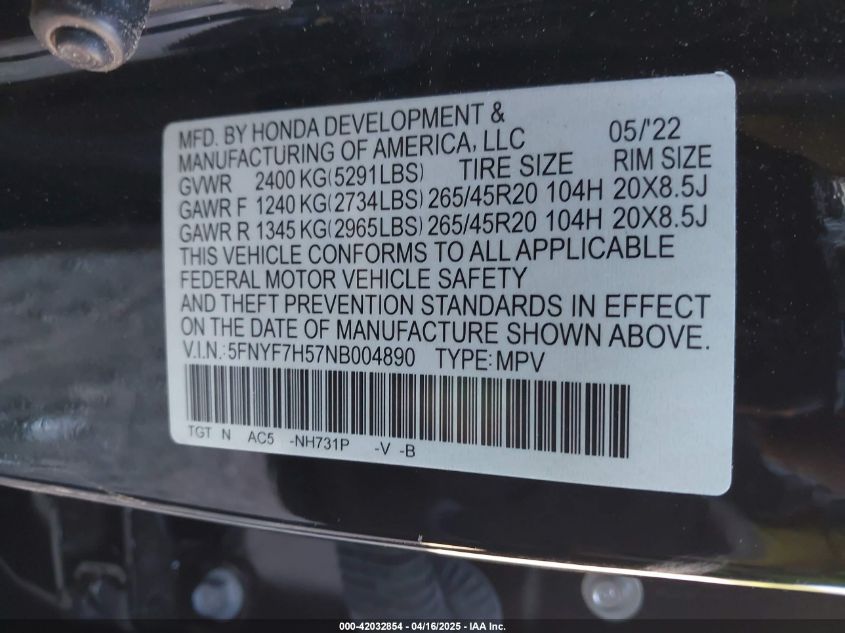 MFD. BY HONDA DEVELOPMENT &
MANUFACTURING OF AMERICA, LLC 05/'22
GVWR 2400 KG(5291LBS) TIRE SIZE RIM SIZE
GAWR F 1240 KG(2734LBS) 265/45R20 104H 20X8.5J
GAWR R 1345 KG(2965LBS) 265/45R20 104H 20X8.5J
THIS VEHICLE CONFORMS TO ALL APPLICABLE
FEDERAL MOTOR VEHICLE SAFETY
AND THEFT PREVENTION STANDARDS IN EFFECT
ON THE DATE OF MANUFACTURE SHOWN ABOVE.
V.I.N.:5FNYF7H57NB004890 TYPE:MPV
TGT N AC5 -NH731P -V -B
000-42032854 - 04/16/2025 - IAA Inc.